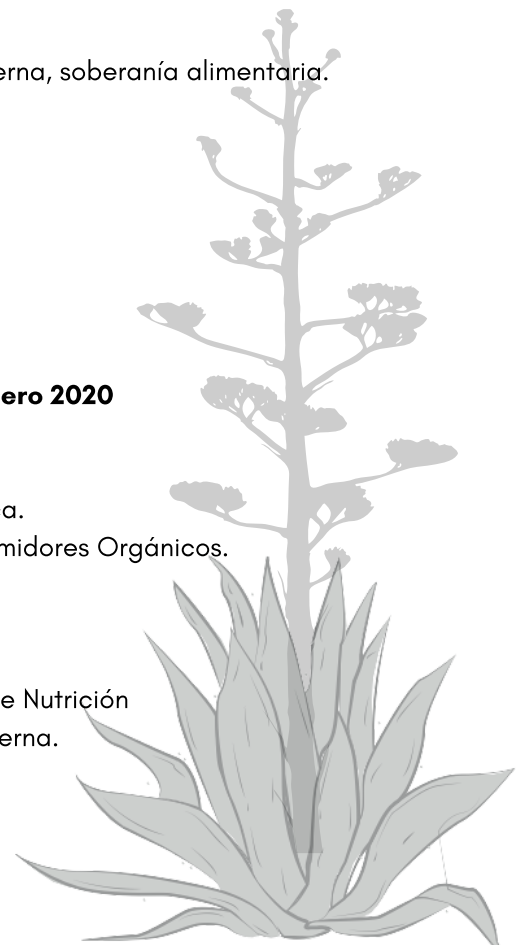 erna, soberanía alimentaria.
ero 2020
a.
midores Orgánicos.
e Nutrición
erna.